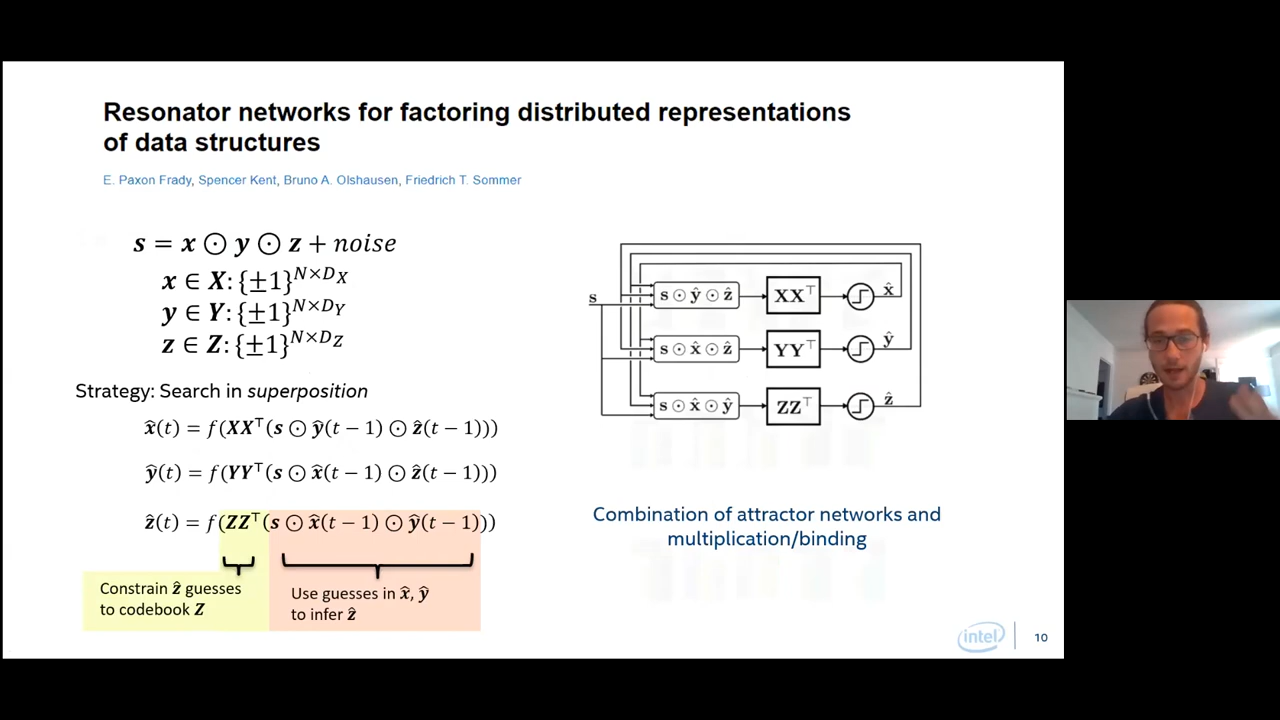 Resonator networks for factoring distributed representations
of data structures
E. Paxon Frady, Spencer Kent, Bruno A. Olshausen, Friedrich T. Sommer
s = x ⊙ y ⊙ z + noise
x ∈ X: {±1}^{N×D_X}
y ∈ Y: {±1}^{N×D_Y}
z ∈ Z: {±1}^{N×D_Z}
Strategy: Search in superposition
x̂(t) = f(XX⊤(s ⊙ ŷ(t − 1) ⊙ ẑ(t − 1)))
ŷ(t) = f(YY⊤(s ⊙ x̂(t − 1) ⊙ ẑ(t − 1)))
ẑ(t) = f(ZZ⊤(s ⊙ x̂(t − 1) ⊙ ŷ(t − 1)))
Constrain ẑ guesses
to codebook Z
Use guesses in x̂, ŷ
to infer ẑ
s
s ⊙ ŷ ⊙ ẑ XX⊤ x̂
s ⊙ x̂ ⊙ ẑ YY⊤ ŷ
s ⊙ x̂ ⊙ ŷ ZZ⊤ ẑ
Combination of attractor networks and
multiplication/binding
intel
10